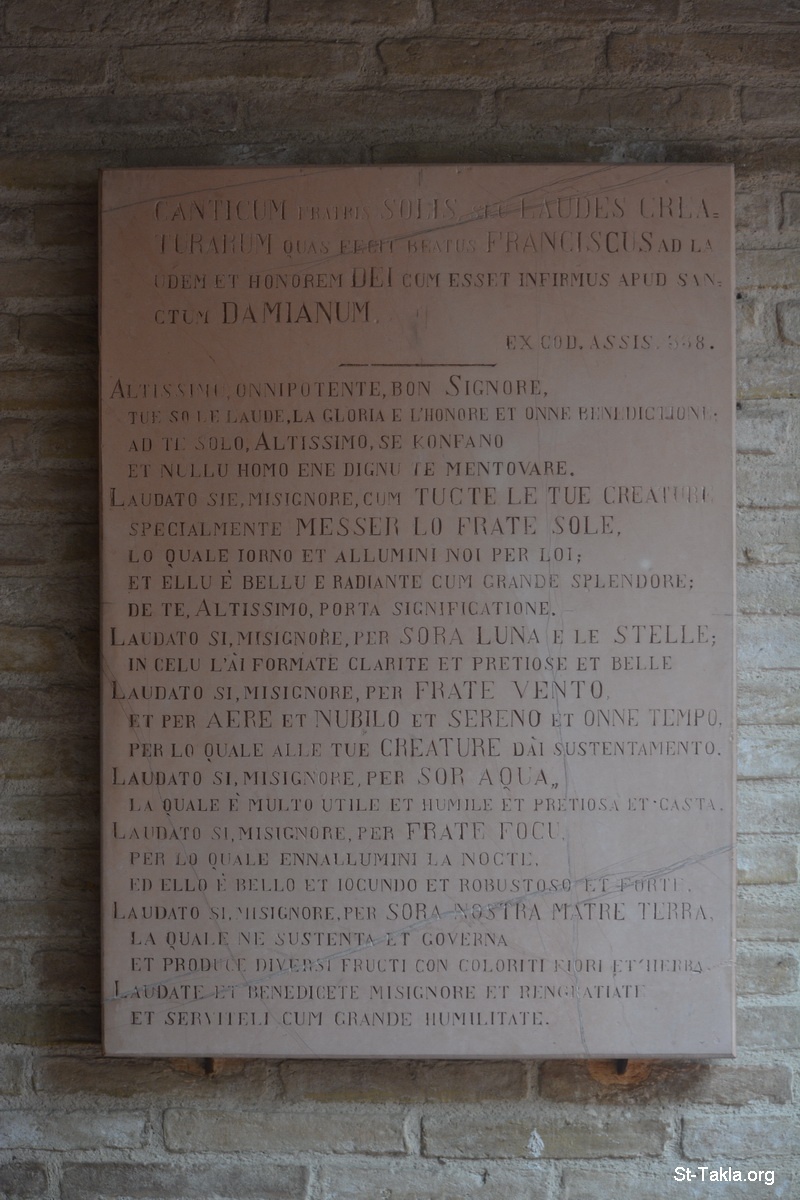 CANTICUM FRATRIS SOLIS, SEU LAUDES CREA=
TURARUM QUAS FECIT BEATUS FRANCISCUS AD LA
UDEM ET HONOREM DEI CUM ESSET INFIRMUS APUD SAN=
CTUM DAMIANUM.
EX COD. ASSIS. 338.
ALTISSIMU, ONNIPOTENTE, BON SIGNORE,
TUE SO LE LAUDE, LA GLORIA E L'HONORE ET ONNE BENEDICTIONE;
AD TE SOLO, ALTISSIMO, SE KONFANO
ET NULLU HOMO ENE DIGNU TE MENTOVARE.
LAUDATO SIE, MISIGNORE, CUM TUCTE LE TUE CREATURE
SPECIALMENTE MESSER LO FRATE SOLE,
LO QUALE IORNO ET ALLUMINI NOI PER LOI;
ET ELLU È BELLU E RADIANTE CUM GRANDE SPLENDORE;
DE TE, ALTISSIMO, PORTA SIGNIFICATIONE.
LAUDATO SI, MISIGNORE, PER SORA LUNA E LE STELLE;
IN CELU L'ÀI FORMATE CLARITE ET PRETIOSE ET BELLE
LAUDATO SI, MISIGNORE, PER FRATE VENTO,
ET PER AERE ET NUBILO ET SERENO ET ONNE TEMPO,
PER LO QUALE ALLE TUE CREATURE DÀI SUSTENTAMENTO.
LAUDATO SI, MISIGNORE, PER SOR AQUA,,
LA QUALE È MULTO UTILE ET HUMILE ET PRETIOSA ET CASTA.
LAUDATO SI, MISIGNORE, PER FRATE FOCU,
PER LO QUALE ENNALLUMINI LA NOCTE,
ED ELLO È BELLO ET IOCUNDO ET ROBUSTOSO ET FORTE.
LAUDATO SI, MISIGNORE, PER SORA NOSTRA MATRE TERRA,
LA QUALE NE SUSTENTA ET GOVERNA
ET PRODUCE DIVERSI FRUCTI CON COLORITI FIORI ET HERBA.
LAUDATE ET BENEDICETE MISIGNORE ET RENGRATIATE
ET SERVITELI CUM GRANDE HUMILITATE.
St-Takla.org